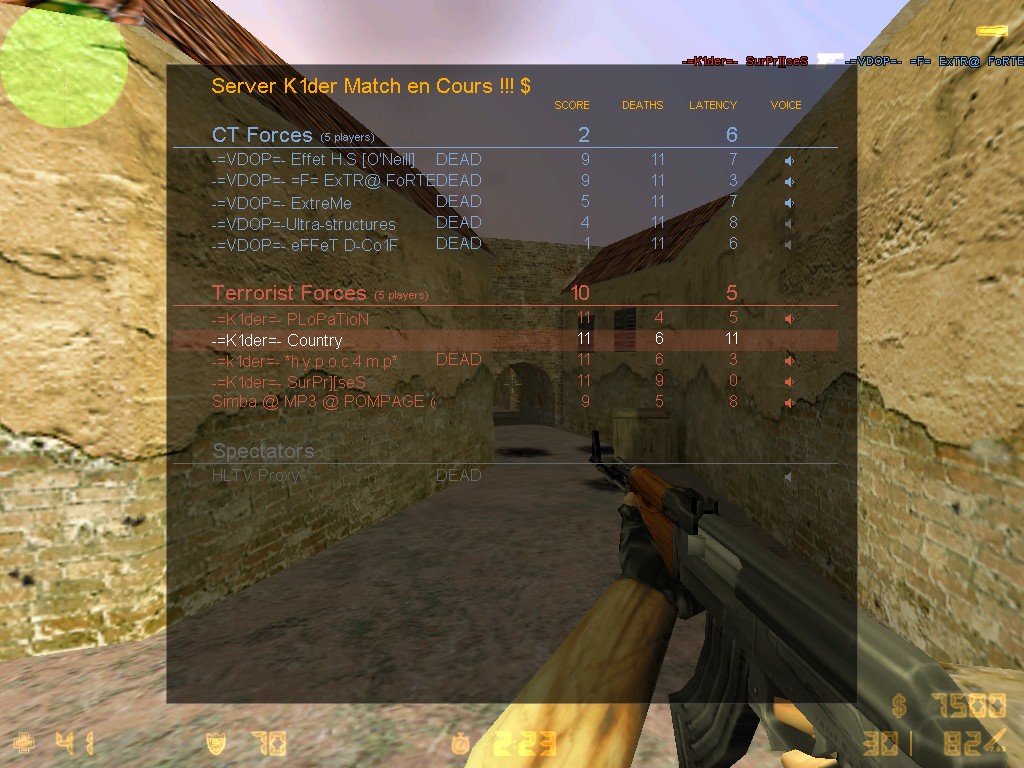 -=K1der=- SurPr][seS -=VDOP=- =F= ExTR@ FoRTE
Server K1der Match en Cours !!! $
SCORE DEATHS LATENCY VOICE
CT Forces (5 players) 2 6
-=VDOP=- Effet H.S [O'Neill] DEAD 9 11 7
-=VDOP=- =F= ExTR@ FoRTE DEAD 9 11 3
-=VDOP=- ExtreMe DEAD 5 11 7
-=VDOP=-Ultra-structures DEAD 4 11 8
-=VDOP=- eFFeT D-Co1F DEAD 1 11 6
Terrorist Forces (5 players) 10 5
-=K1der=- PLoPaTioN 11 4 5
-=K1der=- Country 11 6 11
-=k1der=- *h.y.p.o.c.4.m.p* DEAD 11 6 3
-=K1der=- SurPr][seS 11 9 0
Simba @ MP3 @ POMPAGE ( 9 5 8
Spectators
HLTV Proxy DEAD
$ 7500
41 70 2:23 30 | 82